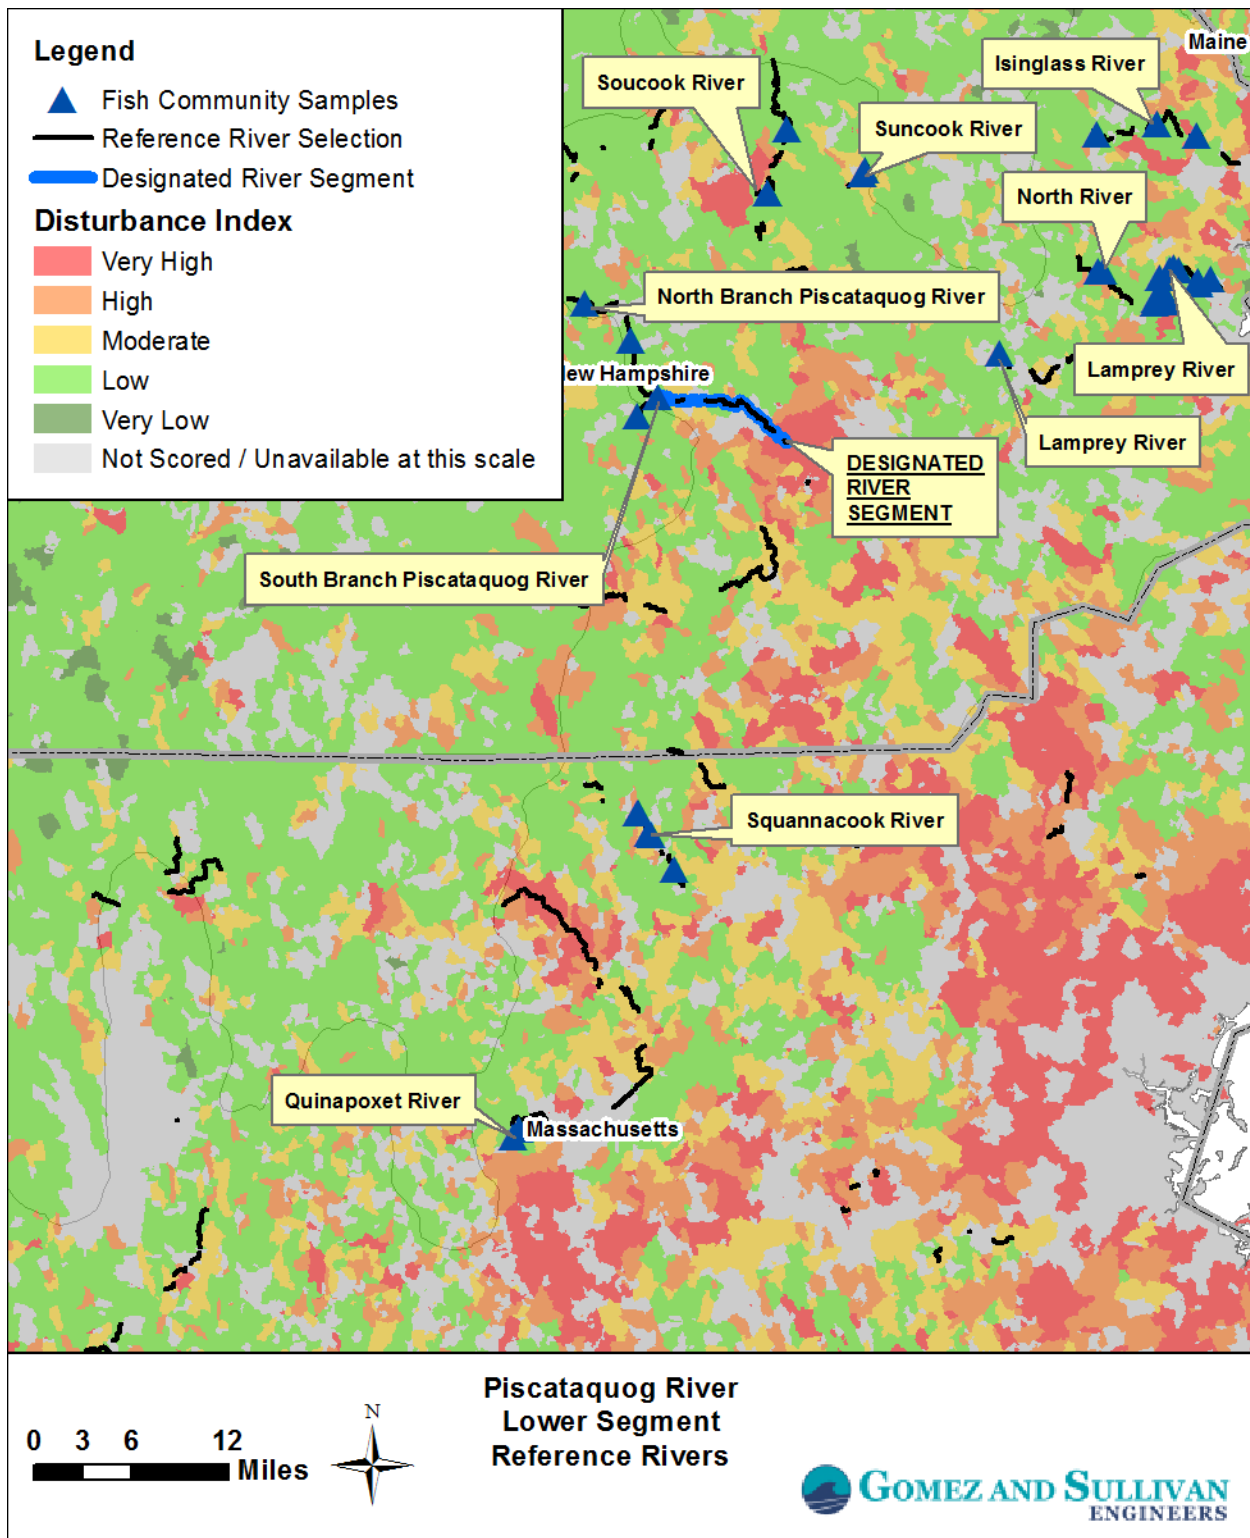 Legend
Fish Community Samples
Reference River Selection
Designated River Segment
Disturbance Index
Very High
High
Moderate
Low
Very Low
Not Scored / Unavailable at this scale
Maine
Isinglass River
Soucook River
Suncook River
North River
North Branch Piscataquog River
New Hampshire
Lamprey River
Lamprey River
DESIGNATED
RIVER
SEGMENT
South Branch Piscataquog River
Squannacook River
Quinapoxet River
Massachusetts
Piscataquog River
Lower Segment
Reference Rivers
0 3 6 12
Miles
N
GOMEZ AND SULLIVAN
ENGINEERS